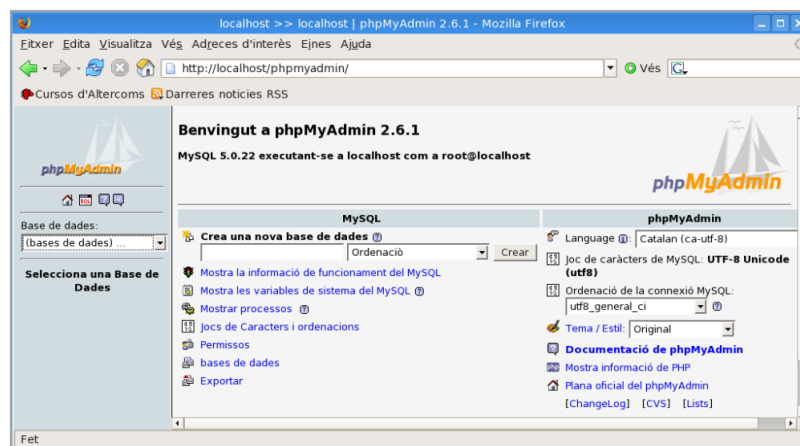 localhost >> localhost | phpMyAdmin 2.6.1 - Mozilla Firefox
Fitxer Edita Visualitza Vés Adreces d'interès Eines Ajuda
http://localhost/phpmyadmin/ Vés G
Cursos d'Altercoms Darreres noticies RSS
phpMyAdmin
SQL
Base de dades:
(bases de dades) ...
Selecciona una Base de
Dades
Benvingut a phpMyAdmin 2.6.1
MySQL 5.0.22 executant-se a localhost com a root@localhost
phpMyAdmin
MySQL
Crea una nova base de dades
Ordenació Crear
Mostra la informació de funcionament del MySQL
Mostra les variables de sistema del MySQL
Mostrar processos
Jocs de Caracters i ordenacions
Permissos
bases de dades
Exportar
phpMyAdmin
Language : Catalan (ca-utf-8)
Joc de caràcters de MySQL: UTF-8 Unicode
(utf8)
Ordenació de la connexió MySQL:
utf8_general_ci
Tema / Estil: Original
Documentació de phpMyAdmin
Mostra informació de PHP
Plana oficial del phpMyAdmin
[ChangeLog] [CVS] [Lists]
Fet